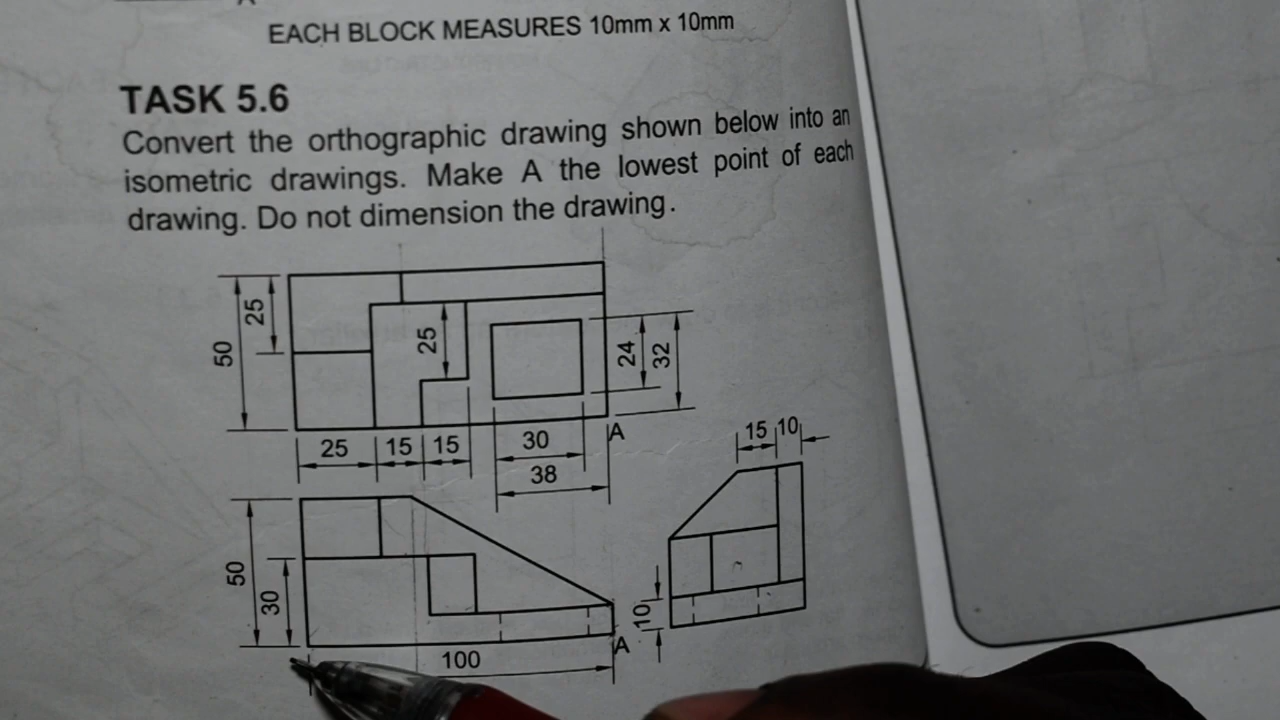 EACH BLOCK MEASURES 10mm x 10mm
TASK 5.6
Convert the orthographic drawing shown below into an
isometric drawings. Make A the lowest point of each
drawing. Do not dimension the drawing.
50
25
25
24
32
25
15
15
30
A
38
15
10
50
30
10
A
100